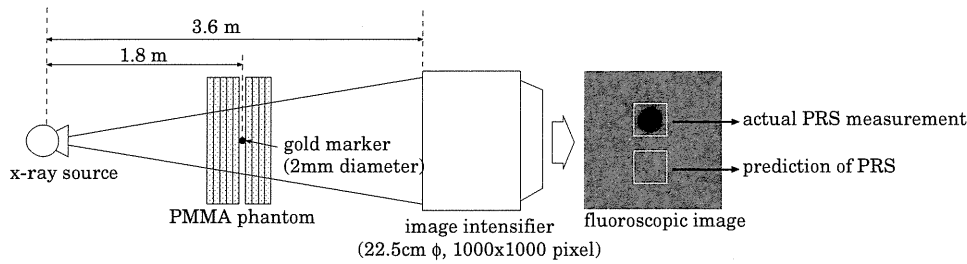 3.6 m
1.8 m
x-ray source
gold marker
(2mm diameter)
PMMA phantom
image intensifier
(22.5cm ϕ, 1000x1000 pixel)
actual PRS measurement
prediction of PRS
fluoroscopic image